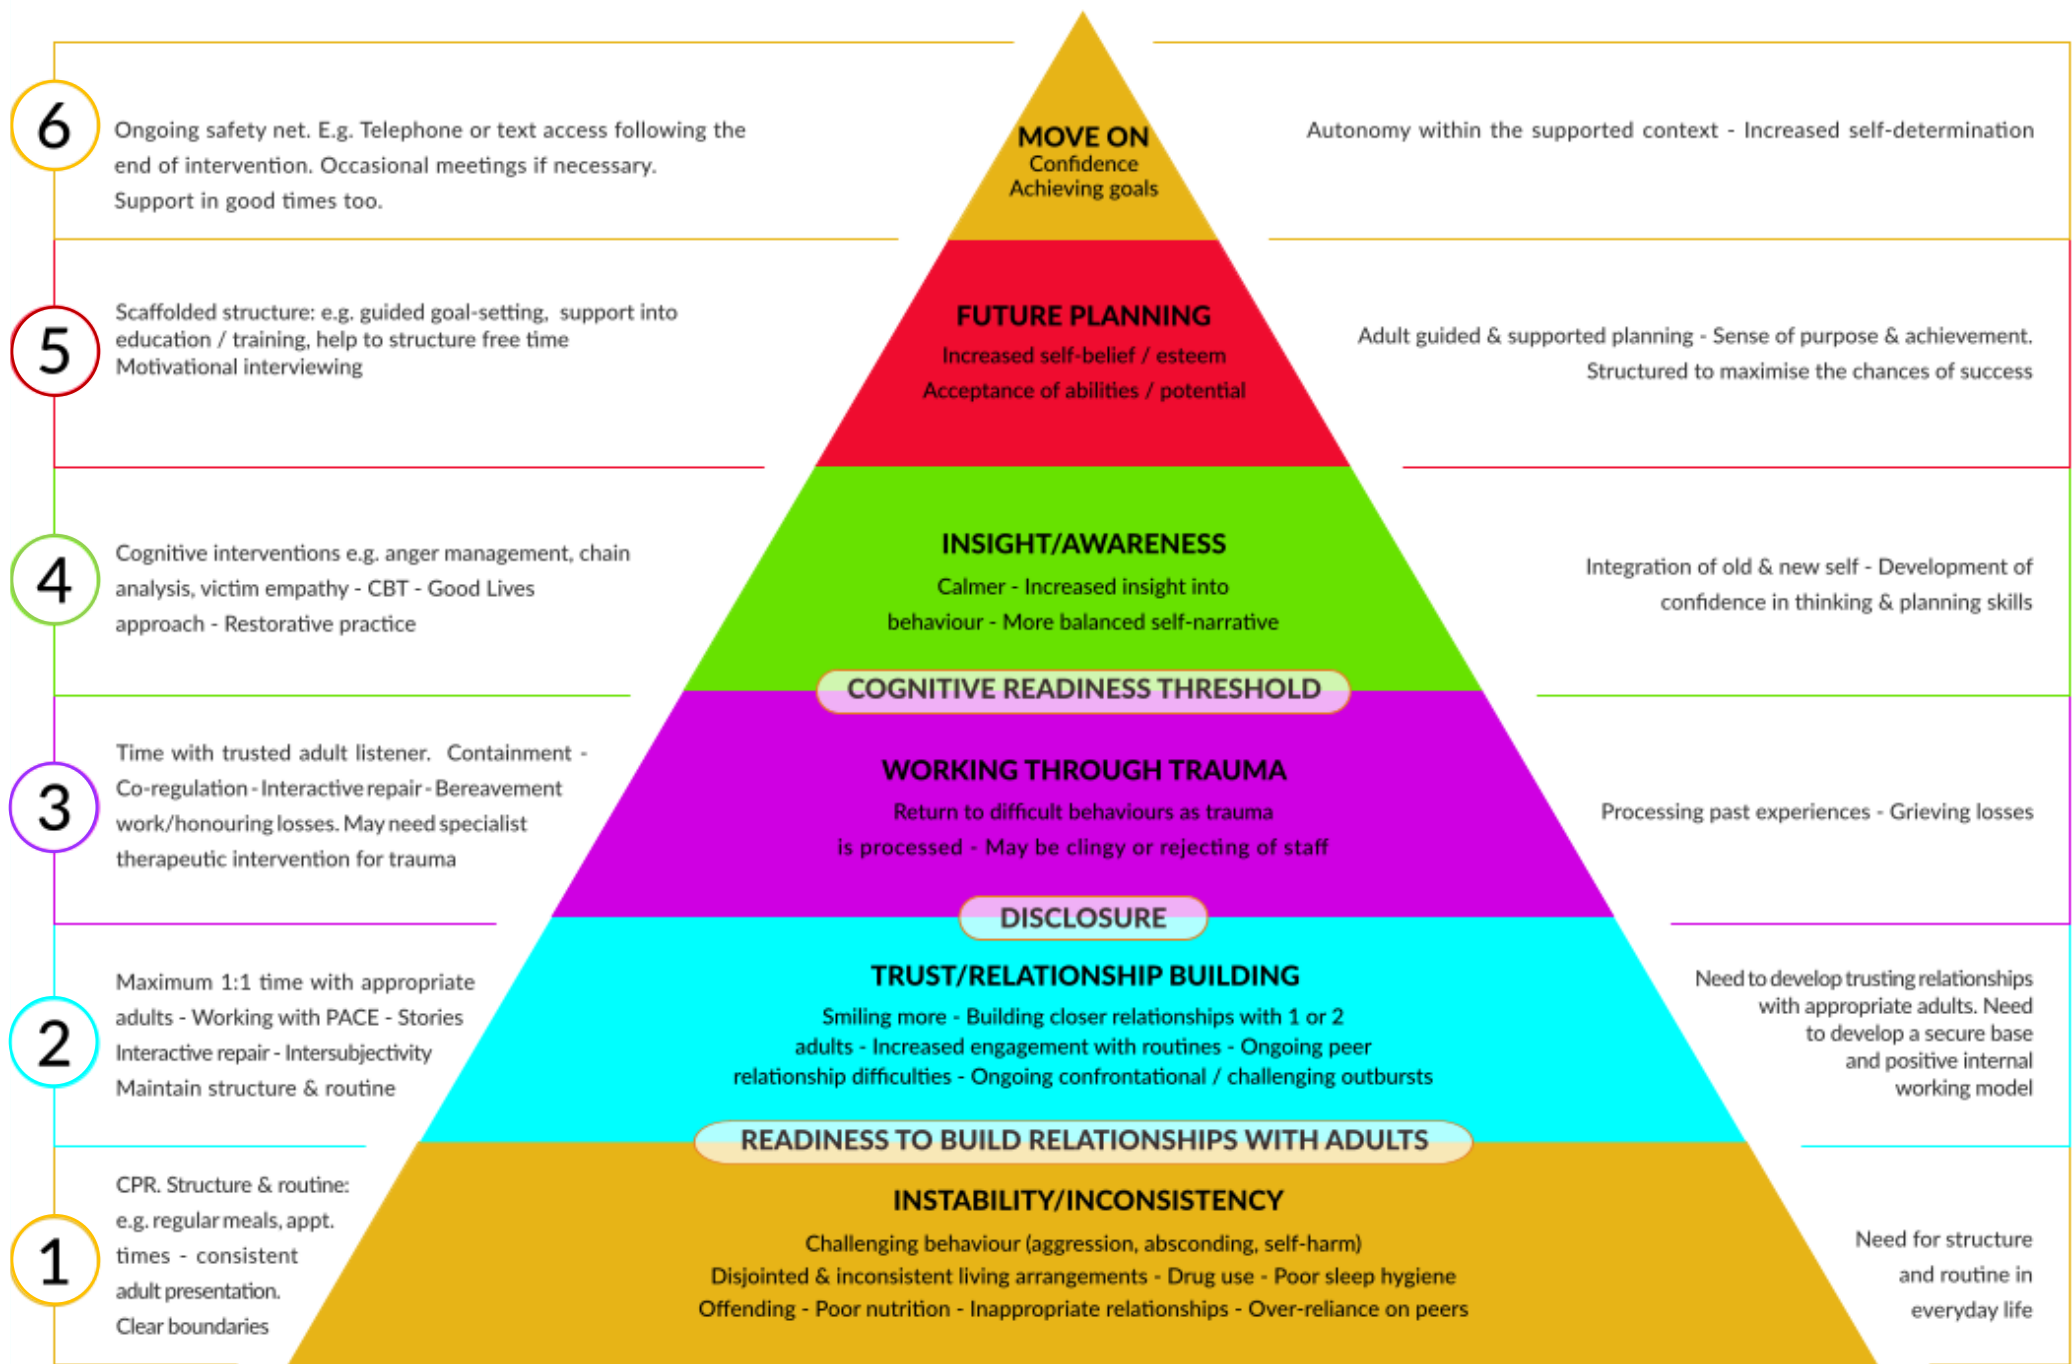 6
Ongoing safety net. E.g. Telephone or text access following the
end of intervention. Occasional meetings if necessary.
Support in good times too.
MOVE ON
Confidence
Achieving goals
Autonomy within the supported context - Increased self-determination
5
Scaffolded structure: e.g. guided goal-setting, support into
education / training, help to structure free time
Motivational interviewing
FUTURE PLANNING
Increased self-belief / esteem
Acceptance of abilities / potential
Adult guided & supported planning - Sense of purpose & achievement.
Structured to maximise the chances of success
4
Cognitive interventions e.g. anger management, chain
analysis, victim empathy - CBT - Good Lives
approach - Restorative practice
INSIGHT/AWARENESS
Calmer - Increased insight into
behaviour - More balanced self-narrative
Integration of old & new self - Development of
confidence in thinking & planning skills
COGNITIVE READINESS THRESHOLD
3
Time with trusted adult listener. Containment -
Co-regulation - Interactive repair - Bereavement
work/honouring losses. May need specialist
therapeutic intervention for trauma
WORKING THROUGH TRAUMA
Return to difficult behaviours as trauma
is processed - May be clingy or rejecting of staff
Processing past experiences - Grieving losses
DISCLOSURE
2
Maximum 1:1 time with appropriate
adults - Working with PACE - Stories
Interactive repair - Intersubjectivity
Maintain structure & routine
TRUST/RELATIONSHIP BUILDING
Smiling more - Building closer relationships with 1 or 2
adults - Increased engagement with routines - Ongoing peer
relationship difficulties - Ongoing confrontational / challenging outbursts
Need to develop trusting relationships
with appropriate adults. Need
to develop a secure base
and positive internal
working model
READINESS TO BUILD RELATIONSHIPS WITH ADULTS
1
CPR. Structure & routine:
e.g. regular meals, appt.
times - consistent
adult presentation.
Clear boundaries
INSTABILITY/INCONSISTENCY
Challenging behaviour (aggression, absconding, self-harm)
Disjointed & inconsistent living arrangements - Drug use - Poor sleep hygiene
Offending - Poor nutrition - Inappropriate relationships - Over-reliance on peers
Need for structure
and routine in
everyday life